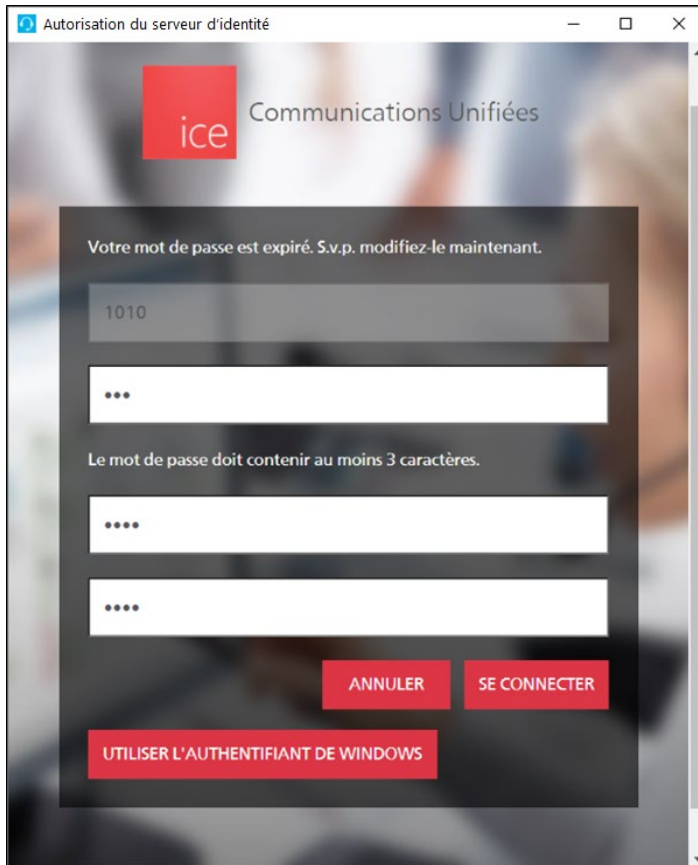 Autorisation du serveur d'identité
ice
Communications Unifiées
Votre mot de passe est expiré. S.v.p. modifiez-le maintenant.
1010
•••
Le mot de passe doit contenir au moins 3 caractères.
••••
••••
ANNULER SE CONNECTER
UTILISER L'AUTHENTIFIANT DE WINDOWS